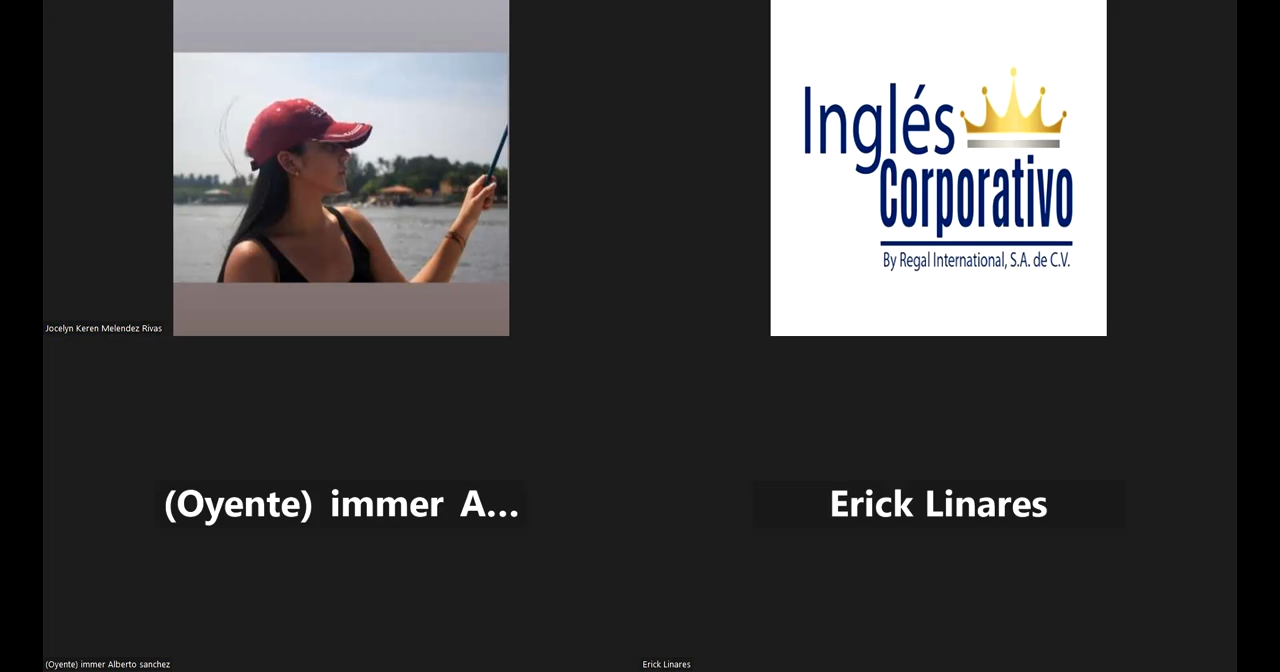 Inglés
Corporativo
By Regal International, S.A. de C.V.
Jocelyn Keren Melendez Rivas
(Oyente) immer A...
Erick Linares
(Oyente) immer Alberto sanchez
Erick Linares